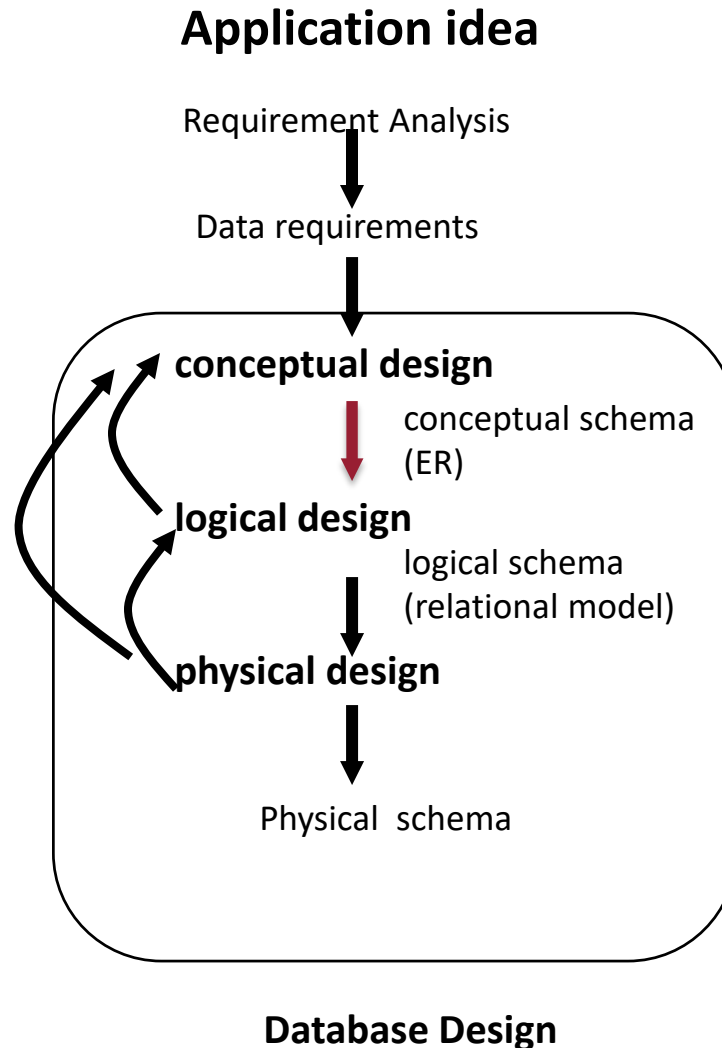 Application idea
Requirement Analysis
Data requirements
conceptual design
conceptual schema
(ER)
logical design
logical schema
(relational model)
physical design
Physical schema
Database Design